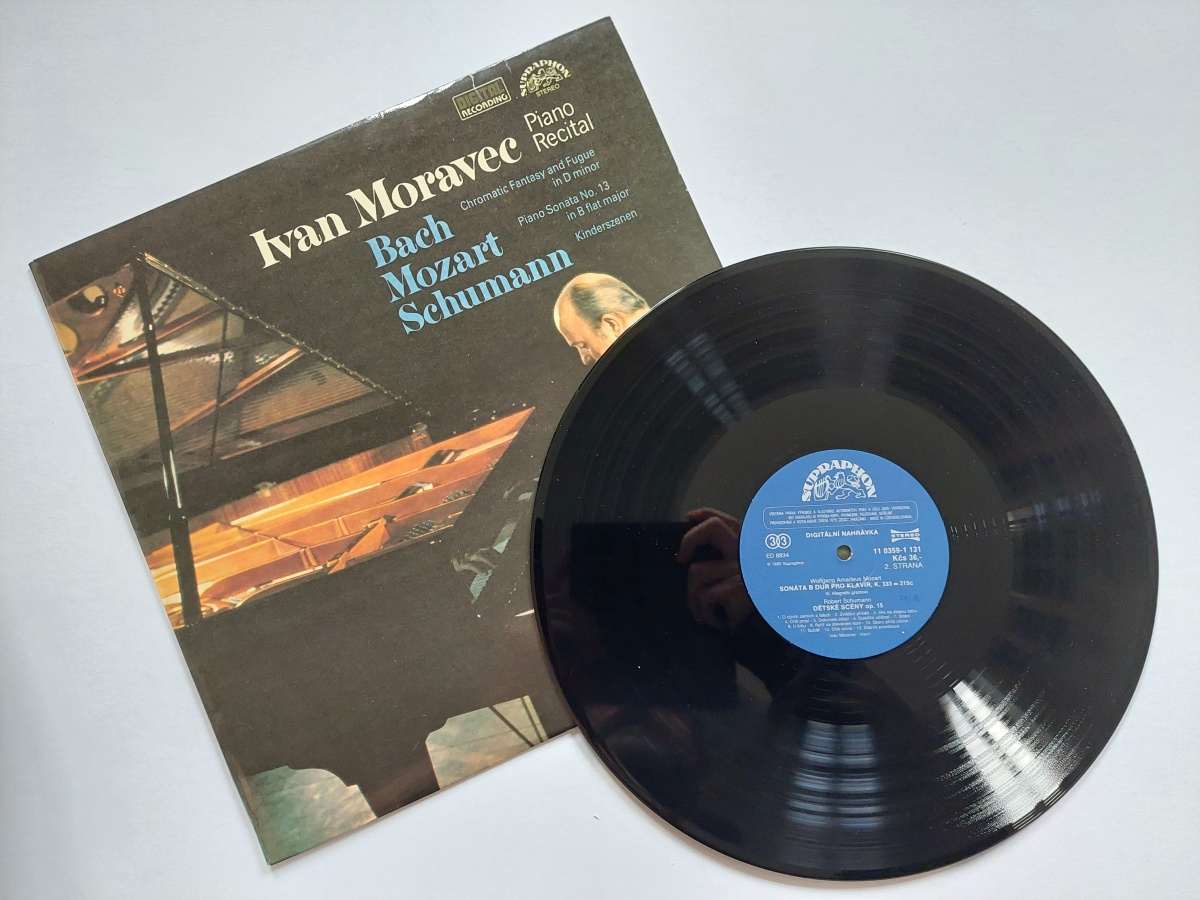 DIGITAL
RECORDING
SUPRAPHON
STEREO
Ivan Moravec
Piano
Recital
Bach
Chromatic Fantasy and Fugue
in D minor
Mozart
Piano Sonata No. 13
in B flat major
Schumann
Kinderszenen
SUPRAPHON
DIGITÁLNÍ NAHRÁVKA
STEREO
33
ED 8834
11 0359-1 131
Kčs 36,-
2. STRANA
Wolfgang Amadeus Mozart
SONÁTA B DUR PRO KLAVÍR, K. 333 = 315c
Robert Schumann
DĚTSKÉ SCÉNY op. 15